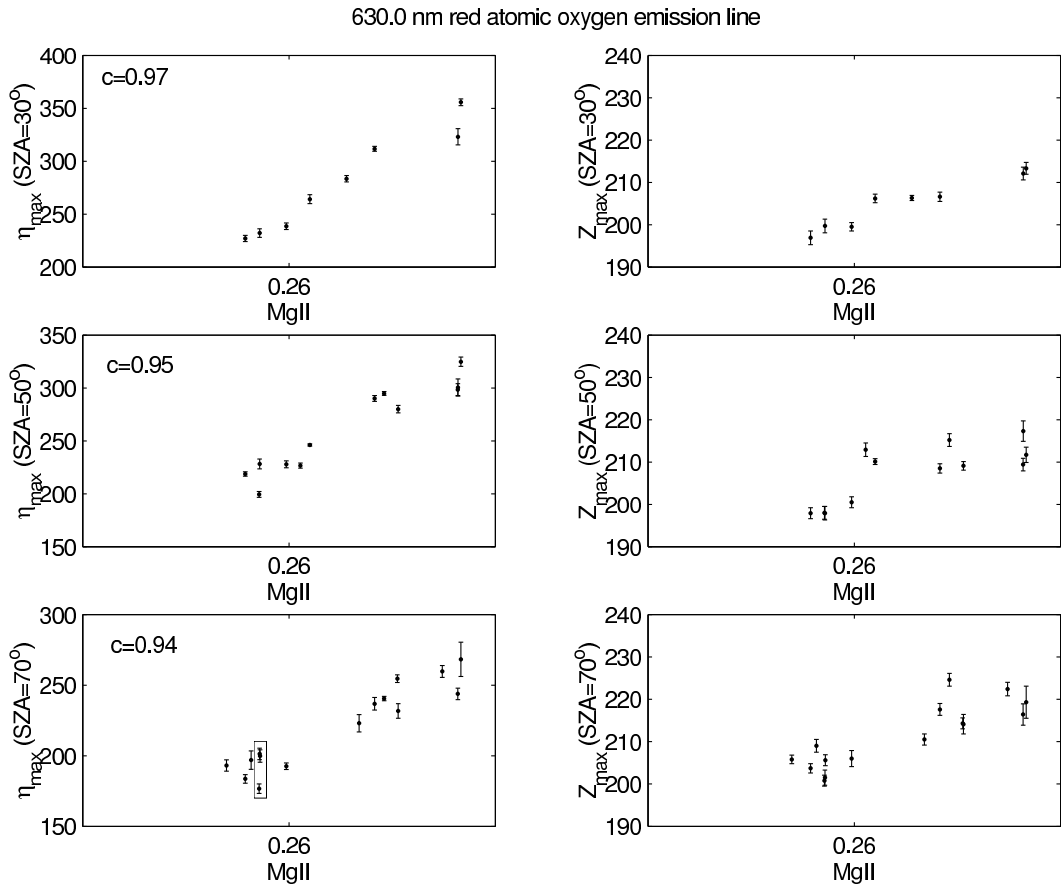 630.0 nm red atomic oxygen emission line
c=0.97
η_max (SZA=30°)
400
350
300
250
200
0.26
MgII
Z_max (SZA=30°)
240
230
220
210
200
190
0.26
MgII
c=0.95
η_max (SZA=50°)
350
300
250
200
150
0.26
MgII
Z_max (SZA=50°)
240
230
220
210
200
190
0.26
MgII
c=0.94
η_max (SZA=70°)
300
250
200
150
0.26
MgII
Z_max (SZA=70°)
240
230
220
210
200
190
0.26
MgII